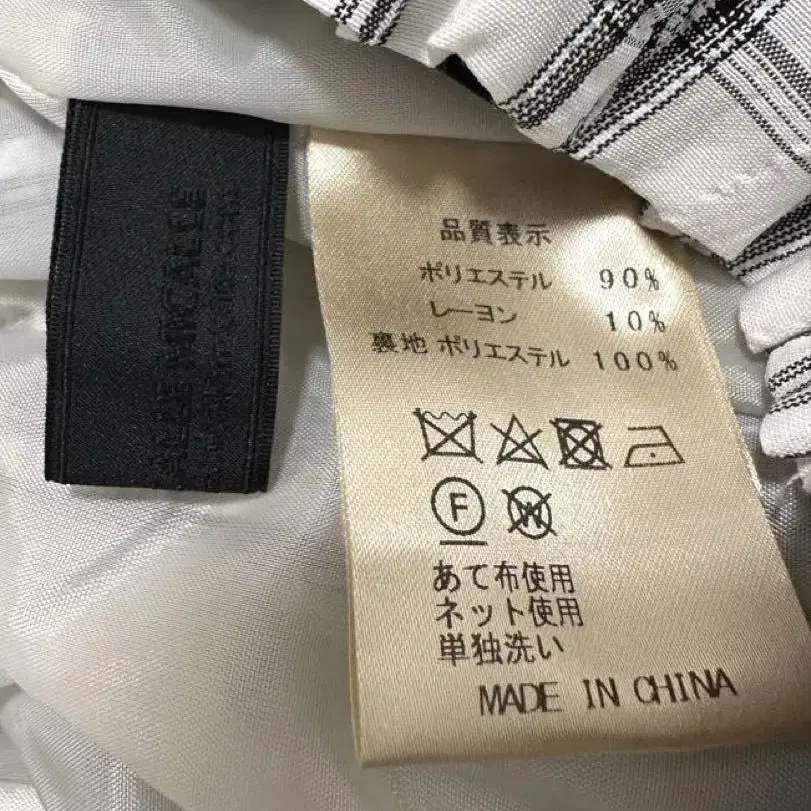 品質表示
ポリエステル 90%
レーヨン 10%
裏地 ポリエステル 100%
F
W
あて布使用
ネット使用
単独洗い
MADE IN CHINA